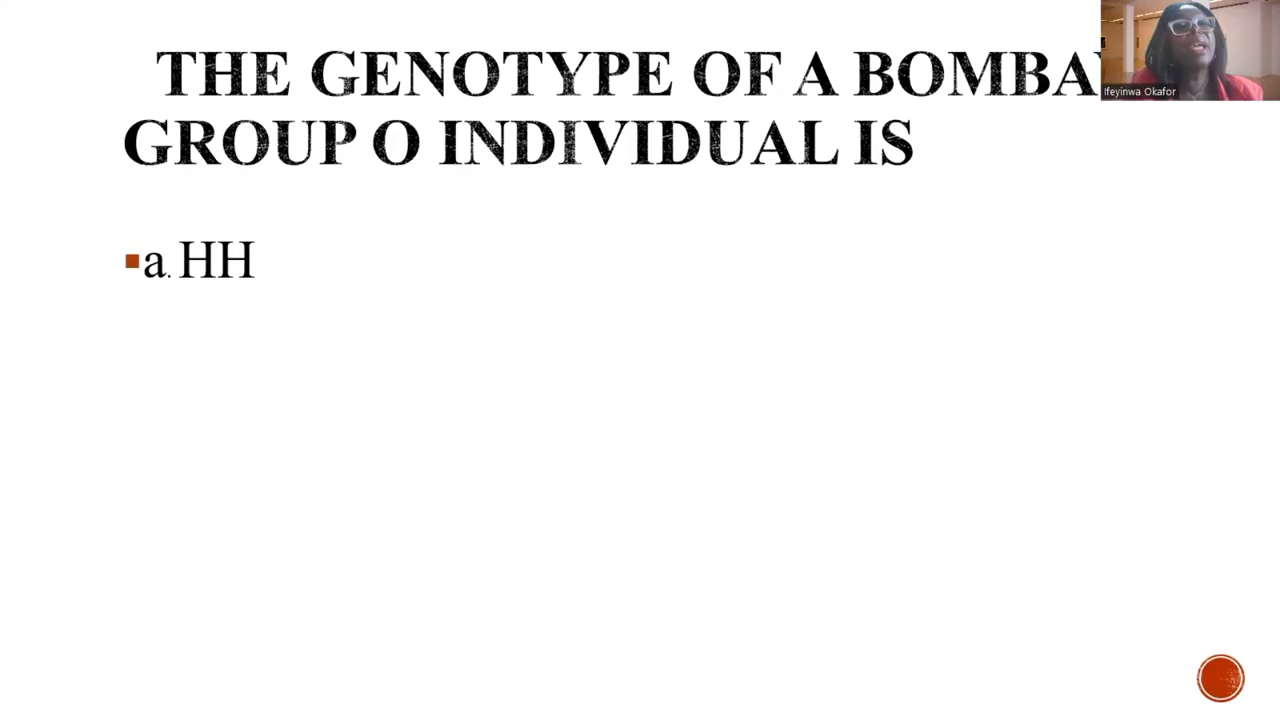 THE GENOTYPE OF A BOMBA
GROUP O INDIVIDUAL IS
a. HH
Ifeyinwa Okafor